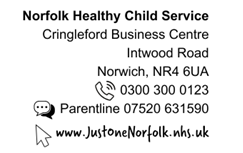 Norfolk Healthy Child Service
Cringleford Business Centre
Intwood Road
Norwich, NR4 6UA
0300 300 0123
Parentline 07520 631590
www.JustoneNorfolk.nhs.uk